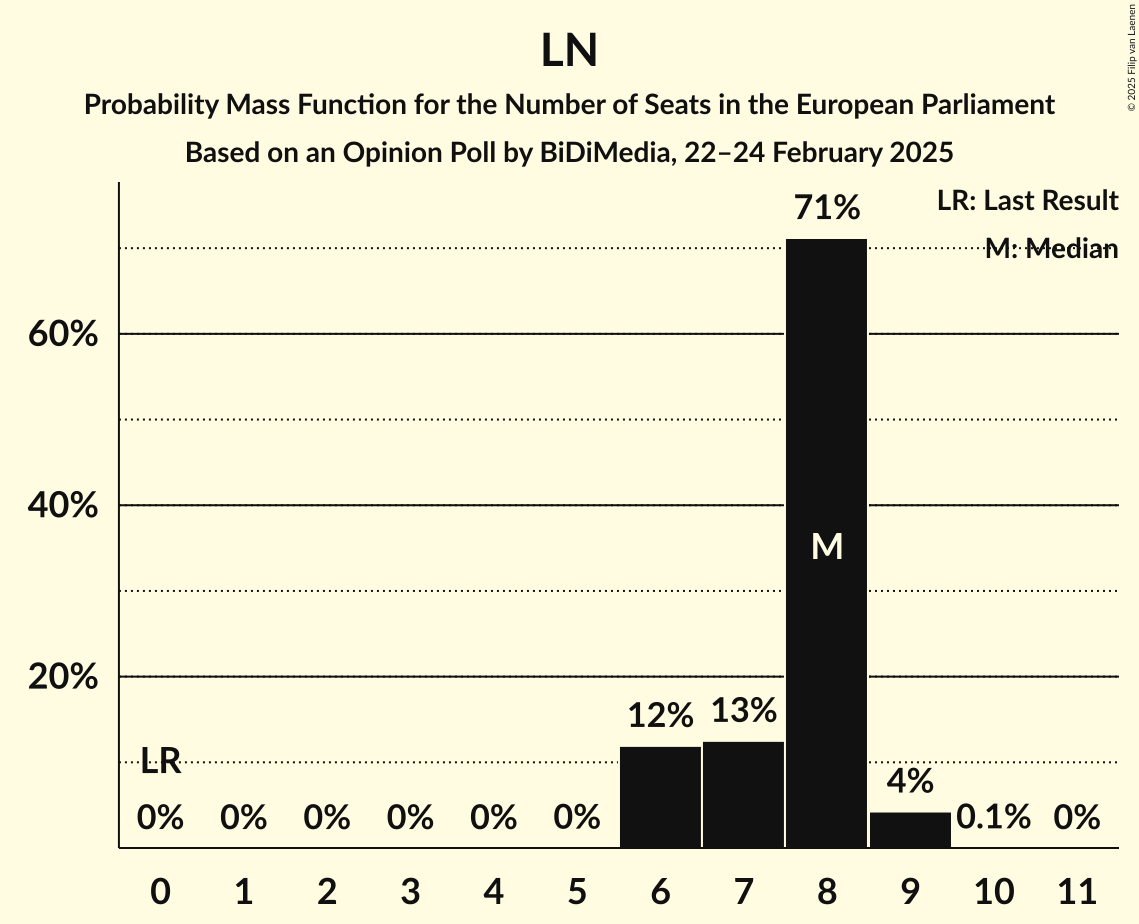 LN
Probability Mass Function for the Number of Seats in the European Parliament
Based on an Opinion Poll by BiDiMedia, 22–24 February 2025
© 2025 Filip van Laenen
LR: Last Result
M: Median
71%
60%
40%
M
20%
12% 13%
LR
4%
0% 0% 0% 0% 0% 0% 0.1% 0%
0 1 2 3 4 5 6 7 8 9 10 11